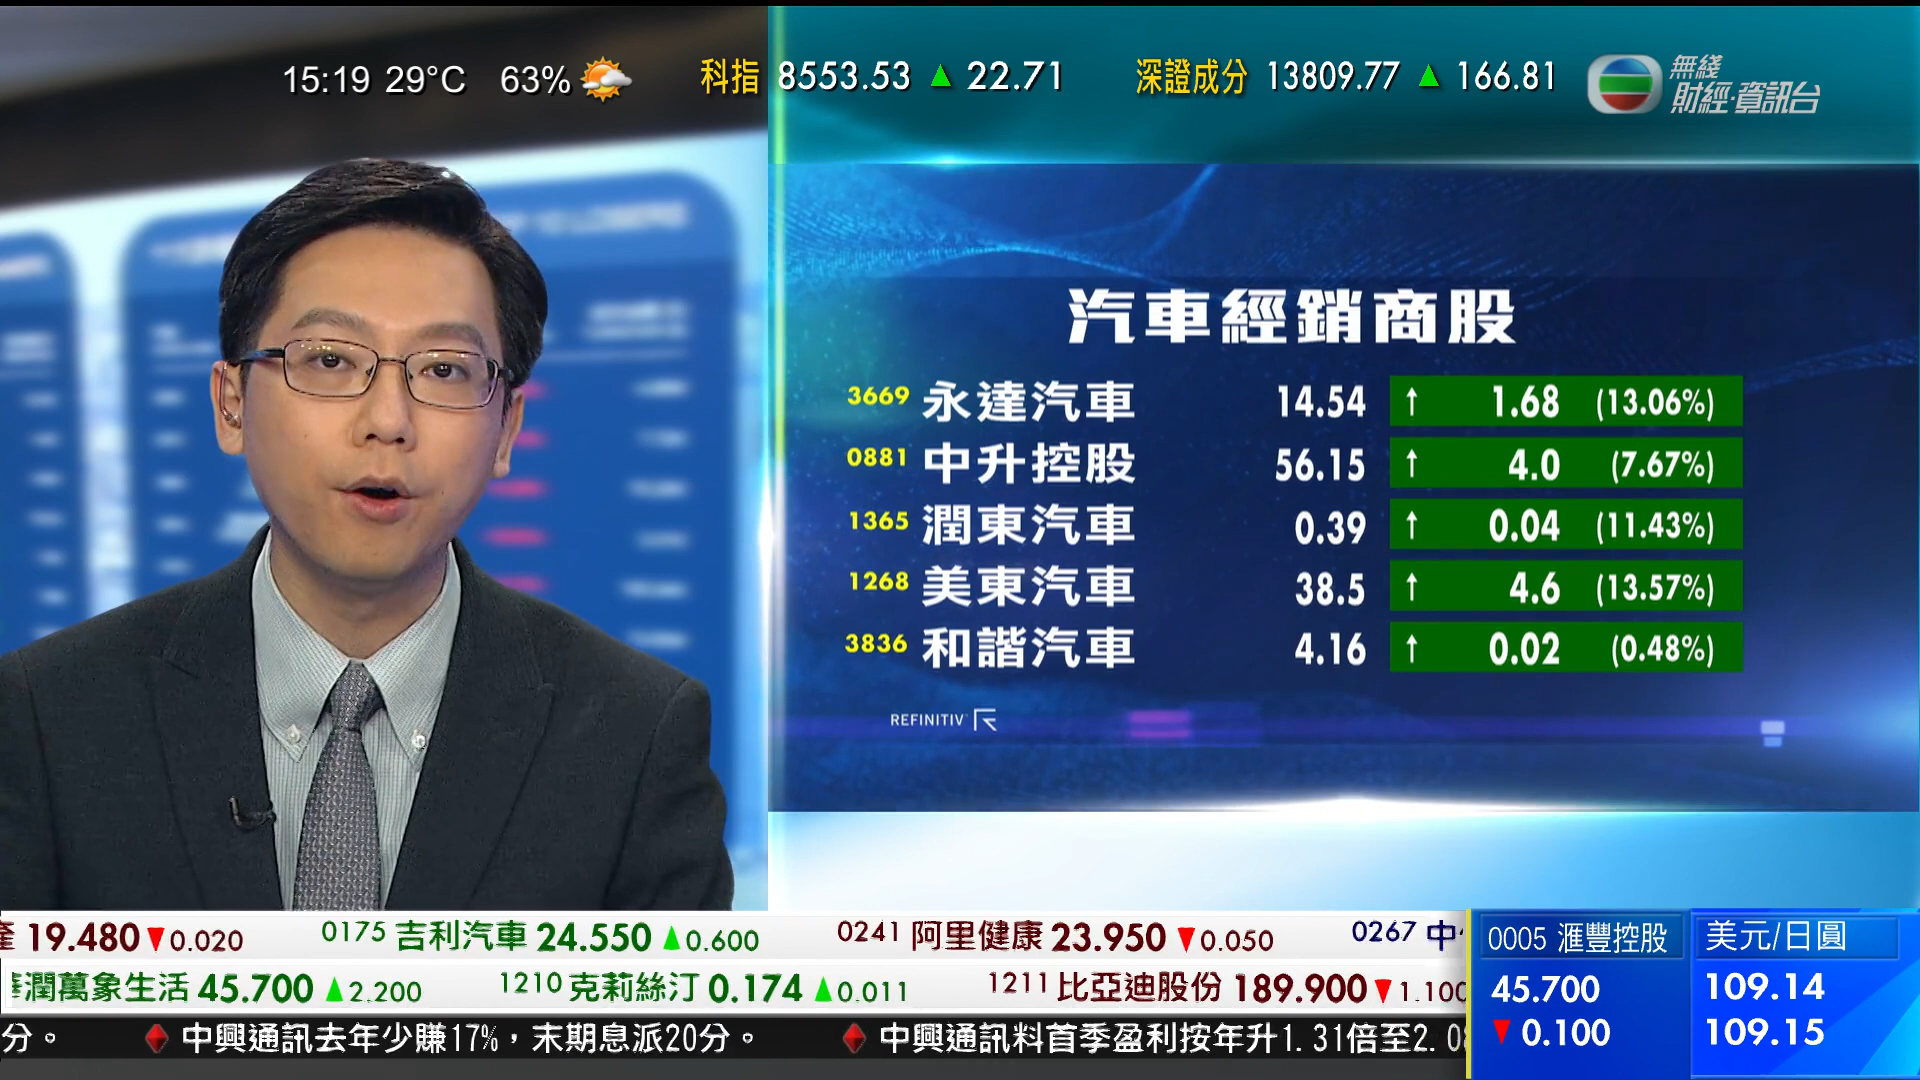 15:19 29°C 63%
科指 8553.53 ▲ 22.71 深證成分 13809.77 ▲ 166.81
無綫
財經·資訊台
汽車經銷商股
3669 永達汽車 14.54 ↑ 1.68 (13.06%)
0881 中升控股 56.15 ↑ 4.0 (7.67%)
1365 潤東汽車 0.39 ↑ 0.04 (11.43%)
1268 美東汽車 38.5 ↑ 4.6 (13.57%)
3836 和諧汽車 4.16 ↑ 0.02 (0.48%)
REFINITIV
19.480 ▼ 0.020 0175 吉利汽車 24.550 ▲ 0.600 0241 阿里健康 23.950 ▼ 0.050 0267 中
潤萬象生活 45.700 ▲ 2.200 1210 克莉絲汀 0.174 ▲ 0.011 1211 比亞迪股份 189.900 ▼ 1.100
分。 ◆ 中興通訊去年少賺17%，末期息派20分。 ◆ 中興通訊料首季盈利按年升1.31倍至2.0
0005 滙豐控股
45.700
▼ 0.100
美元/日圓
109.14
109.15